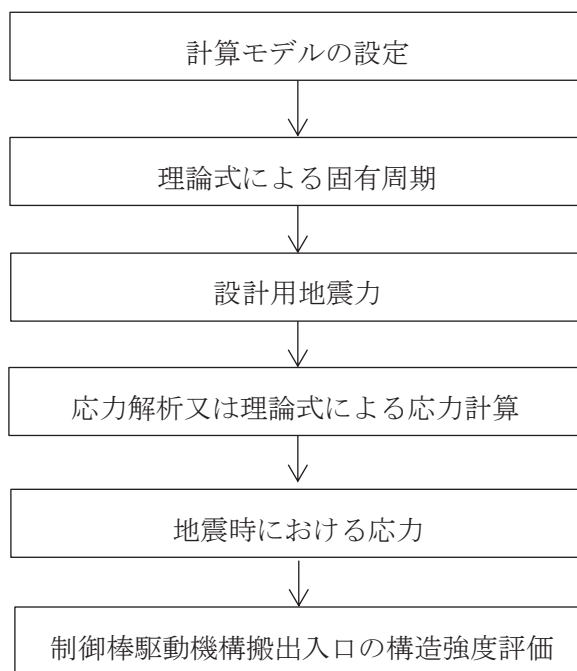 計算モデルの設定
理論式による固有周期
設計用地震力
応力解析又は理論式による応力計算
地震時における応力
制御棒駆動機構搬出入口の構造強度評価